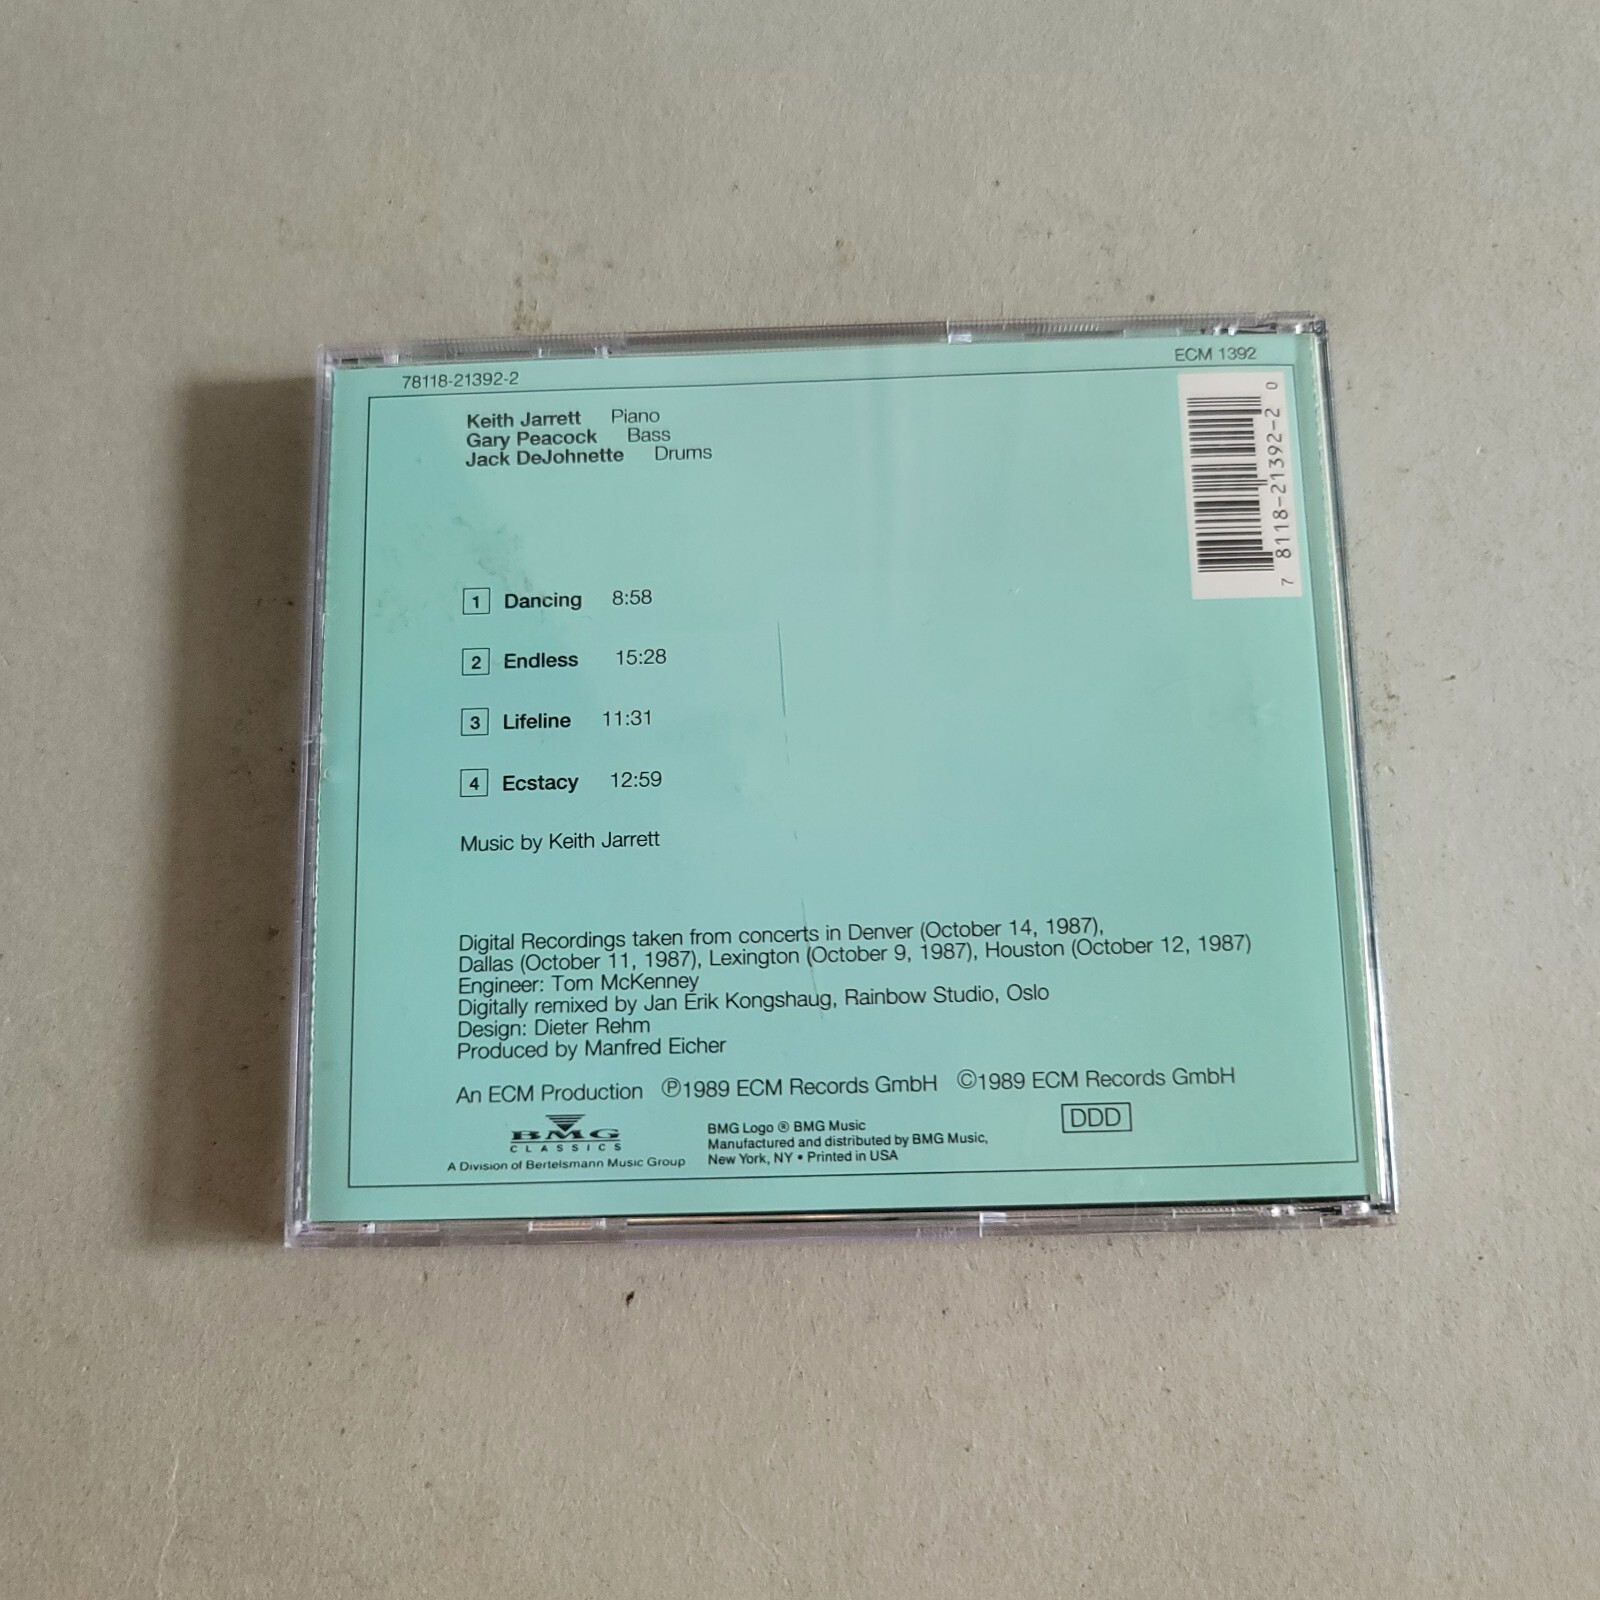 78118-21392-2
ECM 1392
Keith Jarrett Piano
Gary Peacock Bass
Jack DeJohnette Drums
7 8118-21392-2 0
1 Dancing 8:58
2 Endless 15:28
3 Lifeline 11:31
4 Ecstacy 12:59
Music by Keith Jarrett
Digital Recordings taken from concerts in Denver (October 14, 1987),
Dallas (October 11, 1987), Lexington (October 9, 1987), Houston (October 12, 1987)
Engineer: Tom McKenney
Digitally remixed by Jan Erik Kongshaug, Rainbow Studio, Oslo
Design: Dieter Rehm
Produced by Manfred Eicher
An ECM Production ℗1989 ECM Records GmbH ©1989 ECM Records GmbH
DDD
BMG
CLASSICS
A Division of Bertelsmann Music Group
BMG Logo ® BMG Music
Manufactured and distributed by BMG Music,
New York, NY • Printed in USA